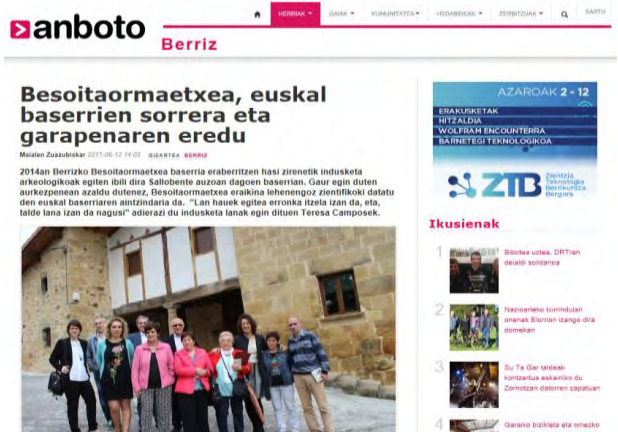 anboto
HERRIAK
GAIAK
KOMUNITATEA
HEDABIDEAK
ZERBITZUAK
SARTU
Berriz
Besoitaormaetxea, euskal
baserrien sorrera eta
garapenaren eredu
Maialen Zuazubiskar 2017-06-12 14:03 GIZARTEA BERRIZ
2014an Berrizko Besoitaormaetxea baserria eraberritzen hasi zirenetik indusketa
arkeologikoak egiten ibili dira Sallobente auzoan dagoen baserrian. Gaur egin duten
aurkezpenean azaldu dutenez, Besoitaormaetxea eraikina lehenengoz zientifikoki datatu
den euskal baserriaren aintzindaria da. "Lan hauek egitea erronka itzela izan da, eta,
talde lana izan da nagusi" adierazi du indusketa lanak egin dituen Teresa Camposek.
AZAROAK 2 - 12
ERAKUSKETAK
HITZALDIA
WOLFRAM ENCOUNTERRA
BARNETEGI TEKNOLOGIKOA
ZTB
Zientzia
Teknologia
Berrikuntza
Bergara
Ikusienak
1 Bibotea uztea, DRTren
deialdi solidarioa
2 Nazioarteko txirrindulari
onenak Elorrion izango dira
domekan
3 Su Ta Gar taldeak
kontzertua eskainiko du
Zornotzan datorren zapatuan
4 Garaiko bizikleta eta oinezko